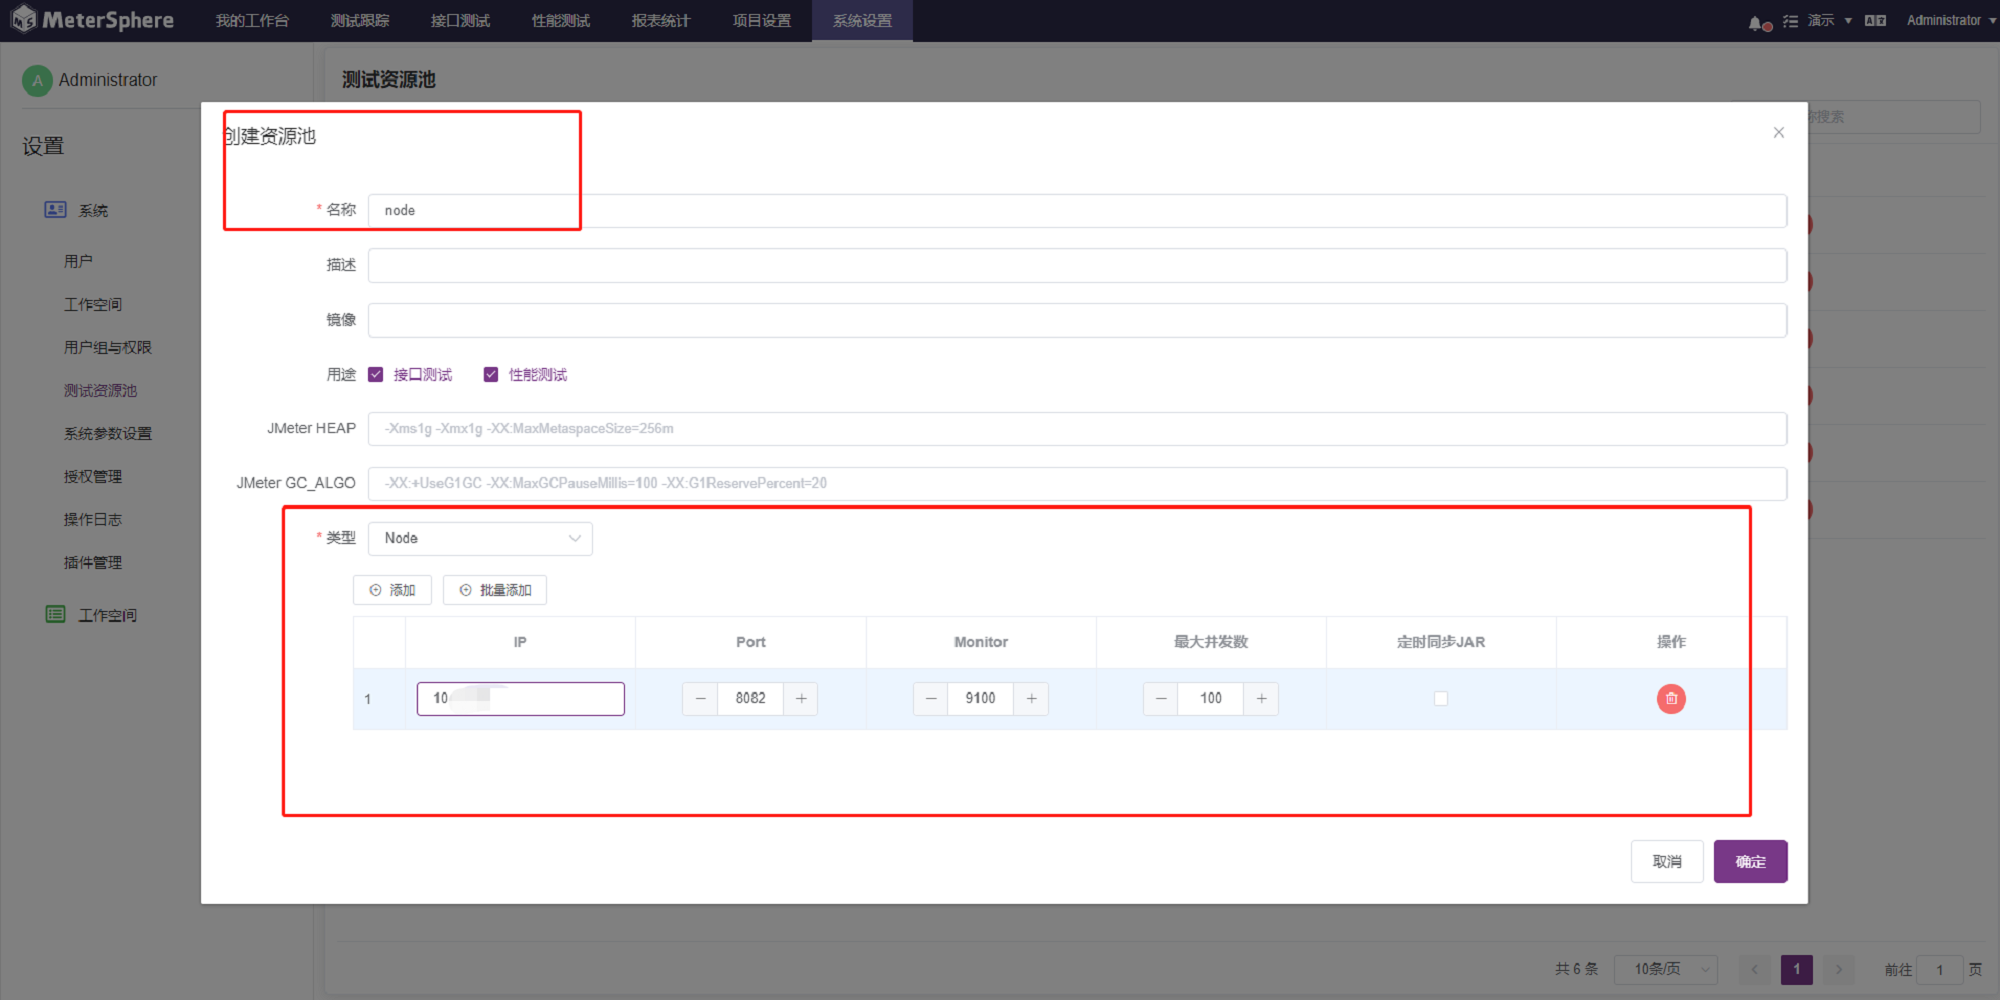 MeterSphere 我的工作台 测试跟踪 接口测试 性能测试 报表统计 项目设置 系统设置 演示 Administrator
A Administrator
测试资源池
设置
系统
用户
工作空间
用户组与权限
测试资源池
系统参数设置
授权管理
操作日志
插件管理
工作空间
称搜索
创建资源池
* 名称 node
描述
镜像
用途 接口测试 性能测试
JMeter HEAP -Xms1g -Xmx1g -XX:MaxMetaspaceSize=256m
JMeter GC_ALGO -XX:+UseG1GC -XX:MaxGCPauseMillis=100 -XX:G1ReservePercent=20
* 类型 Node
添加 批量添加
IP Port Monitor 最大并发数 定时同步JAR 操作
1 10 8082 9100 100
取消 确定
共 6 条 10条/页 1 前往 1 页